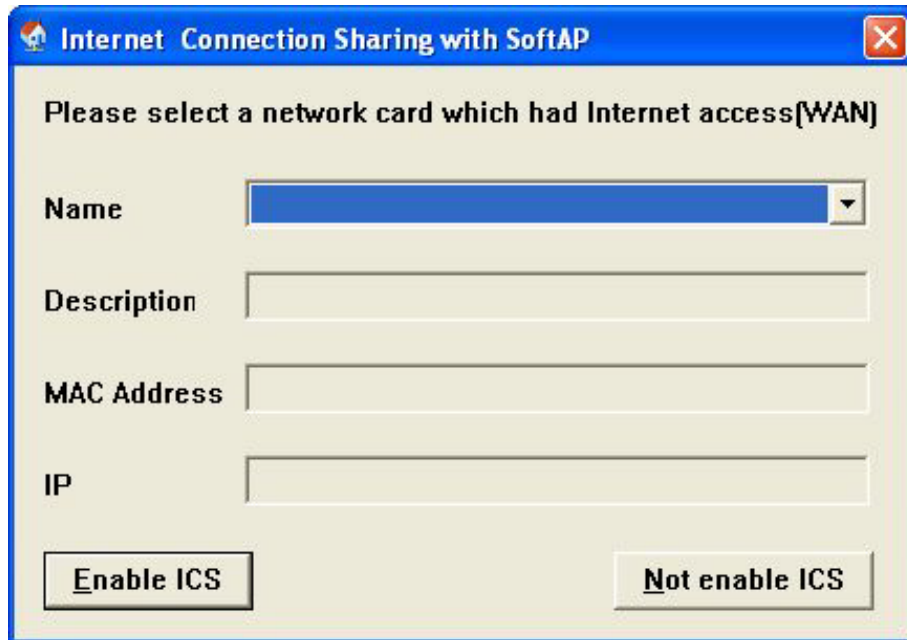 Internet Connection Sharing with SoftAP
Please select a network card which had Internet access(WAN)
Name
Description
MAC Address
IP
Enable ICS
Not enable ICS